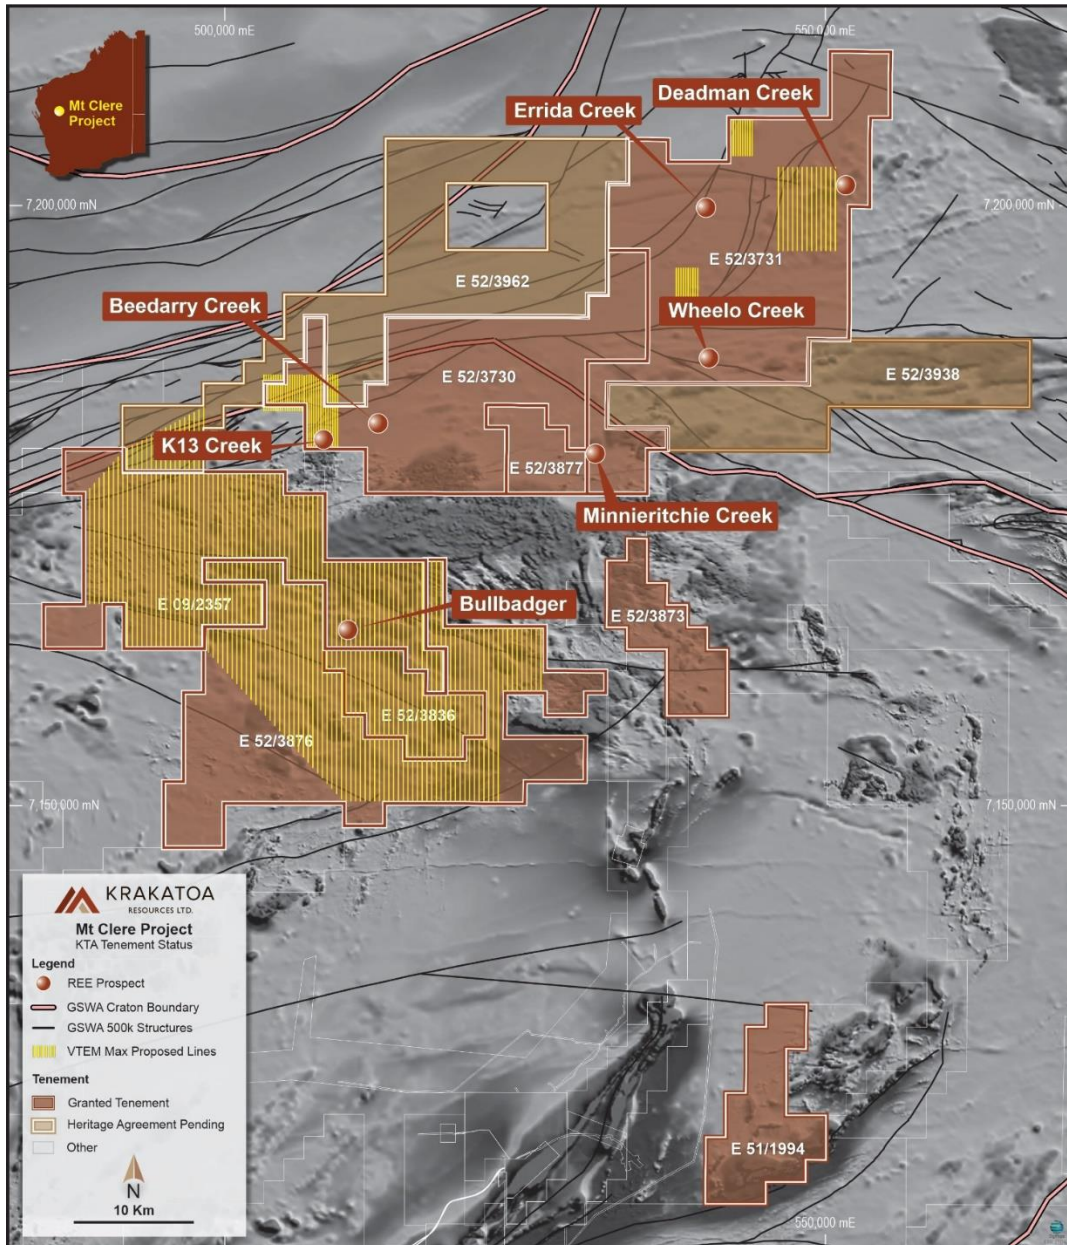 500,000 mE
550,000 mE
Mt Clere
Project
Deadman Creek
Errida Creek
7,200,000 mN
7,200,000 mN
E 52/3731
E 52/3962
Beedarry Creek
Wheelo Creek
E 52/3730
E 52/3938
K13 Creek
E 52/3877
Minnieritchie Creek
E 09/2357
Bullbadger
E 52/3873
E 52/3836
E 52/3876
7,150,000 mN
7,150,000 mN
KRAKATOA
RESOURCES LTD.
Mt Clere Project
KTA Tenement Status
Legend
REE Prospect
GSWA Craton Boundary
GSWA 500k Structures
VTEM Max Proposed Lines
Tenement
Granted Tenement
Heritage Agreement Pending
Other
N
10 Km
E 51/1994
550,000 mE